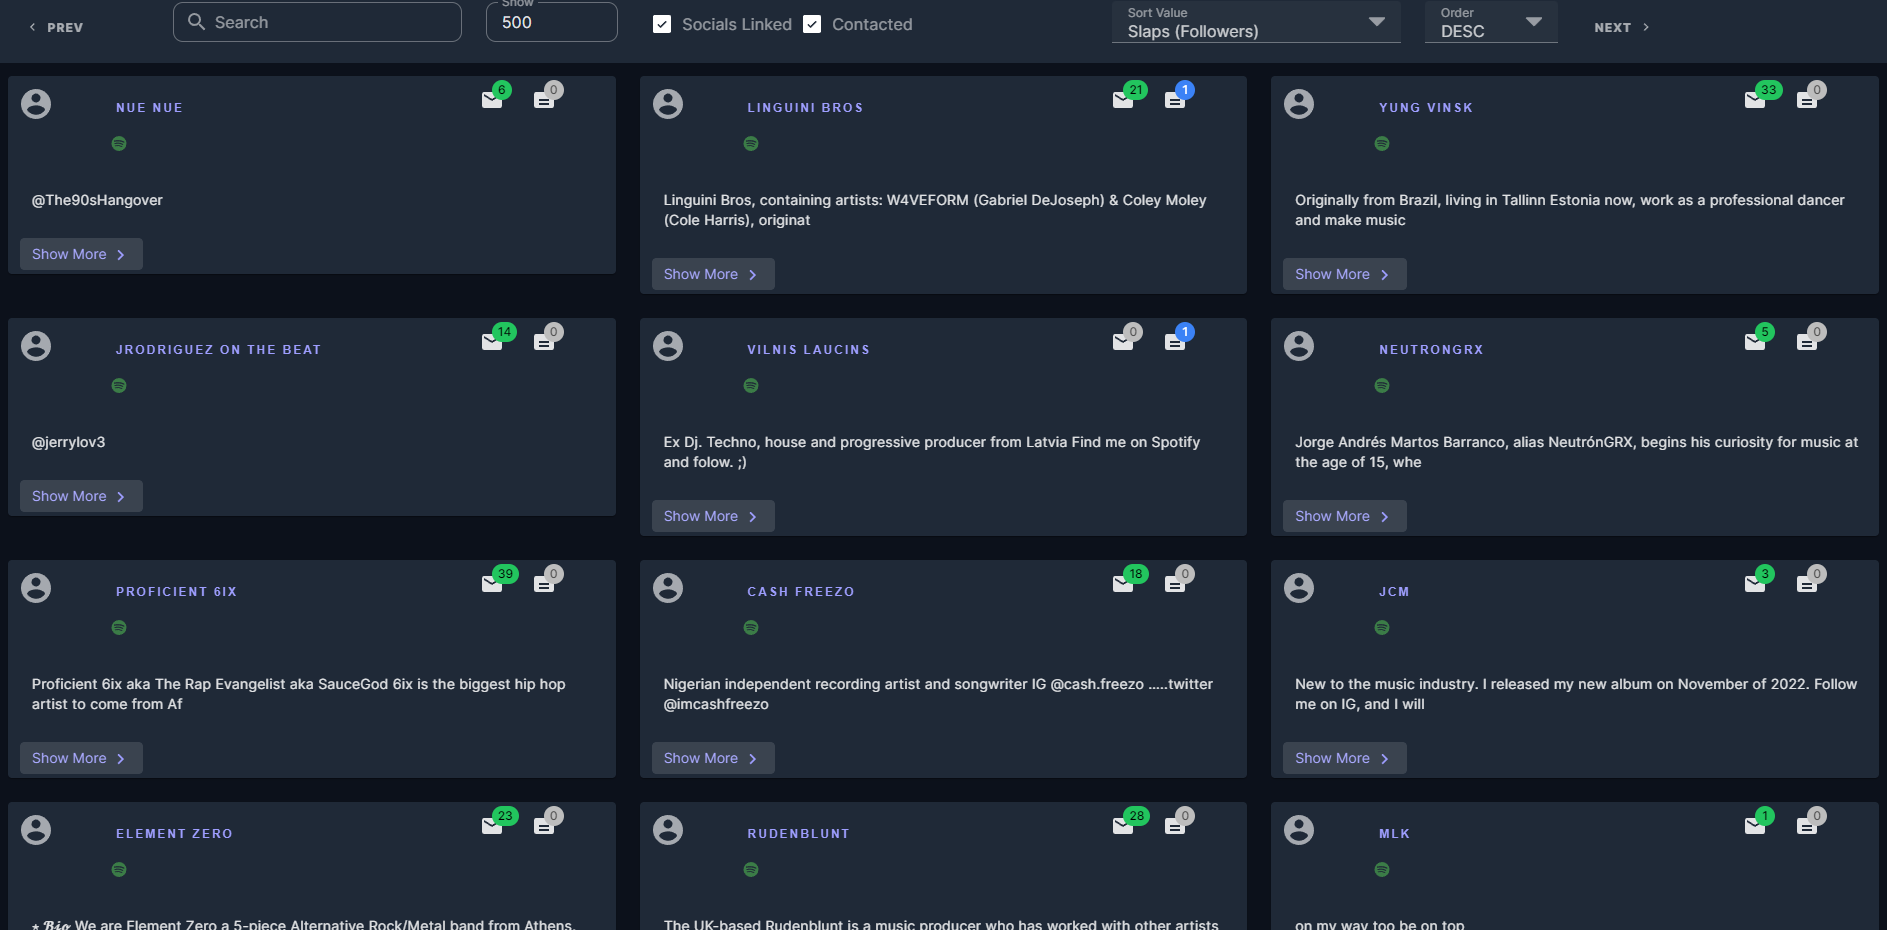 PREV
Search
Show
500
Socials Linked
Contacted
Sort Value
Slaps (Followers)
Order
DESC
NEXT
NUE NUE
6
0
@The90sHangover
Show More
LINGUINI BROS
21
1
Linguini Bros, containing artists: W4VEFORM (Gabriel DeJoseph) & Coley Moley
(Cole Harris), originat
Show More
YUNG VINSK
33
0
Originally from Brazil, living in Tallinn Estonia now, work as a professional dancer
and make music
Show More
JRODRIGUEZ ON THE BEAT
14
0
@jerrylov3
Show More
VILNIS LAUCINS
0
1
Ex Dj. Techno, house and progressive producer from Latvia Find me on Spotify
and folow. ;)
Show More
NEUTRONGRX
5
0
Jorge Andrés Martos Barranco, alias NeutrónGRX, begins his curiosity for music at
the age of 15, whe
Show More
PROFICIENT 6IX
39
0
Proficient 6ix aka The Rap Evangelist aka SauceGod 6ix is the biggest hip hop
artist to come from Af
Show More
CASH FREEZO
18
0
Nigerian independent recording artist and songwriter IG @cash.freezo .....twitter
@imcashfreezo
Show More
JCM
3
0
New to the music industry. I released my new album on November of 2022. Follow
me on IG, and I will
Show More
ELEMENT ZERO
23
0
⋆ 𝓑𝓲𝓸 We are Element Zero a 5-piece Alternative Rock/Metal band from Athens,
RUDENBLUNT
28
0
The UK-based Rudenblunt is a music producer who has worked with other artists
MLK
1
0
on my way too be on top